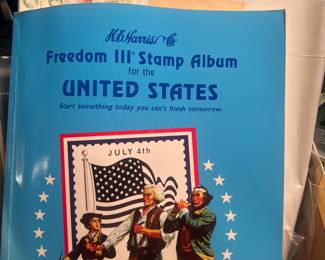 H.E. Harris Co
Freedom III® Stamp Album
for the
UNITED STATES
Start something today you can't finish tomorrow.
JULY 4th